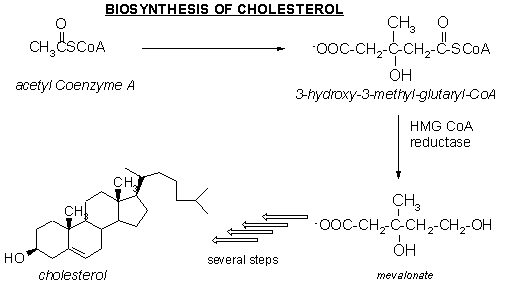 BIOSYNTHESIS OF CHOLESTEROL
O
CH3CSCoA
acetyl Coenzyme A
CH3 O
-OOC-CH2-C-CH2-C-SCoA
OH
3-hydroxy-3-methyl-glutaryl-CoA
HMG CoA
reductase
CH3
-OOC-CH2-C-CH2-CH2-OH
OH
mevalonate
several steps
CH3
CH3
HO
cholesterol